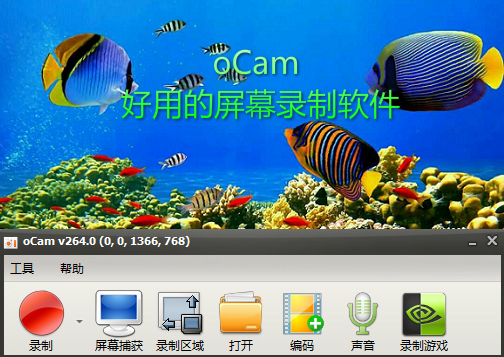 oCam
好用的屏幕录制软件
oCam v264.0 (0, 0, 1366, 768)
工具 帮助
录制 屏幕捕获 录制区域 打开 编码 声音 录制游戏